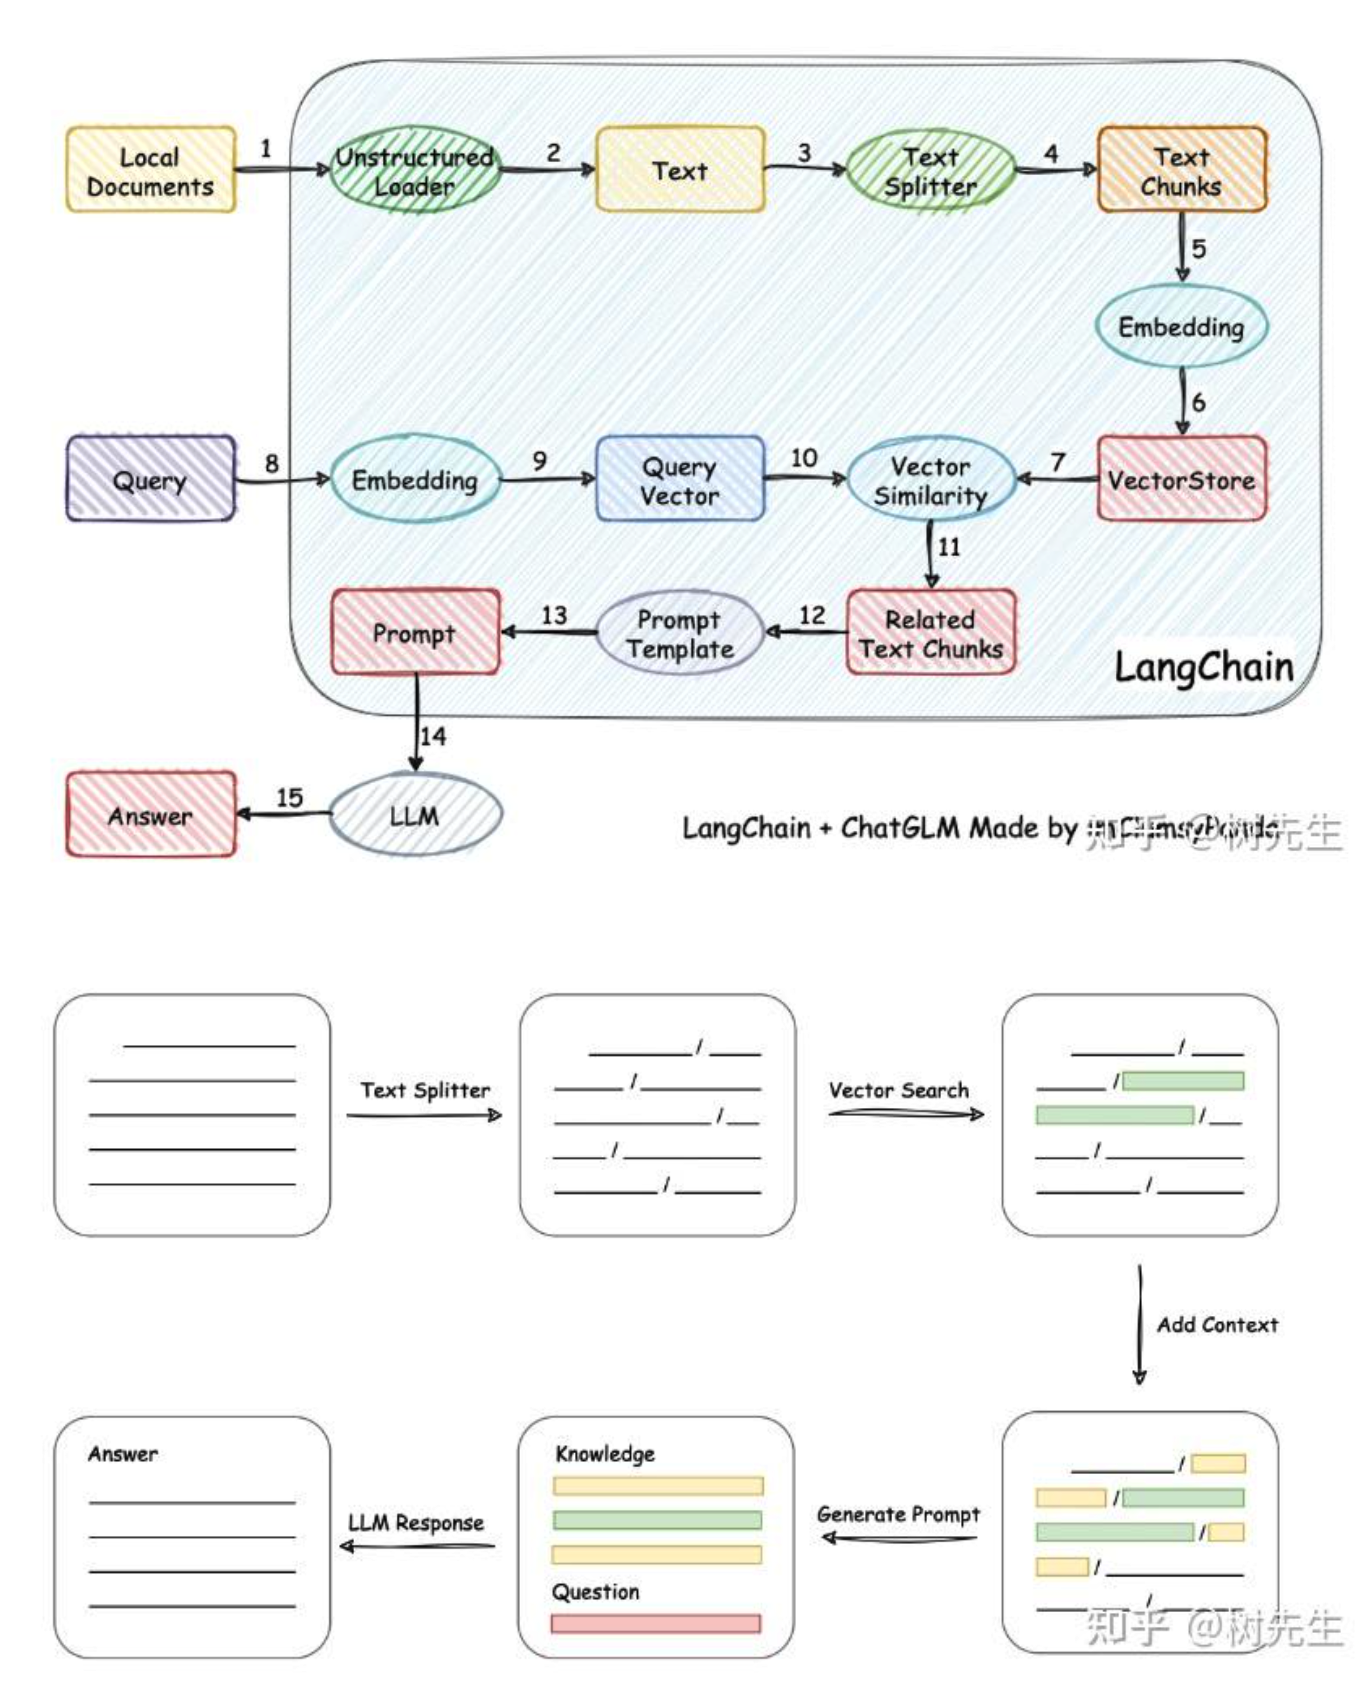 Local
Documents
1
Unstructured
Loader
2
Text
3
Text
Splitter
4
Text
Chunks
5
Embedding
6
Query
8
Embedding
9
Query
Vector
10
Vector
Similarity
7
VectorStore
11
Prompt
13
Prompt
Template
12
Related
Text Chunks
LangChain
14
Answer
15
LLM
LangChain + ChatGLM Made by
知乎 @树先生
Text Splitter
Vector Search
Add Context
Answer
LLM Response
Knowledge
Question
Generate Prompt
知乎 @树先生